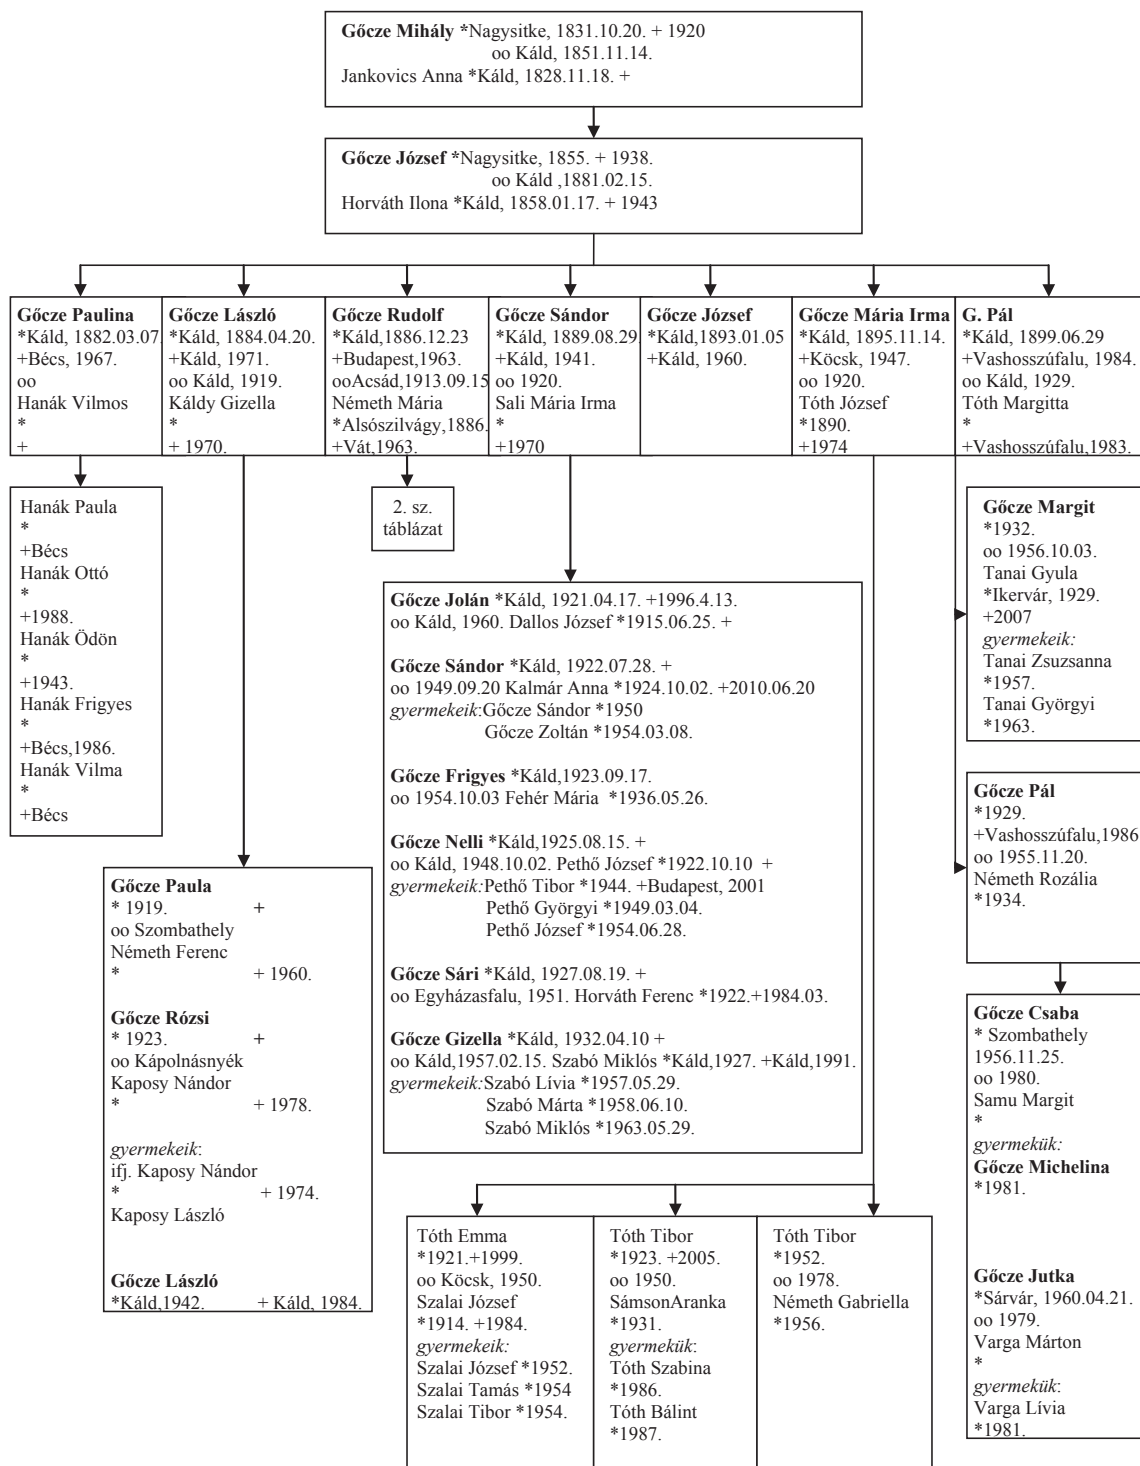 Gőcze Mihály *Nagysitke, 1831.10.20. + 1920
oo Káld, 1851.11.14.
Jankovics Anna *Káld, 1828.11.18. +
Gőcze József *Nagysitke, 1855. + 1938.
oo Káld ,1881.02.15.
Horváth Ilona *Káld, 1858.01.17. + 1943
Gőcze Paulina
*Káld, 1882.03.07.
+Bécs, 1967.
oo
Hanák Vilmos
*
+
Gőcze László
*Káld, 1884.04.20.
+Káld, 1971.
oo Káld, 1919.
Káldy Gizella
*
+ 1970.
Gőcze Rudolf
*Káld,1886.12.23
+Budapest,1963.
ooAcsád,1913.09.15
Németh Mária
*Alsószilvágy,1886.
+Vát,1963.
Gőcze Sándor
*Káld,1889.08.29
+Káld, 1941.
oo 1920.
Sali Mária Irma
*
+1970
Gőcze József
*Káld,1893.01.05
+Káld, 1960.
Gőcze Mária Irma
*Káld, 1895.11.14.
+Köcsk, 1947.
oo 1920.
Tóth József
*1890.
+1974
G. Pál
*Káld, 1899.06.29
+Vashosszúfalu, 1984.
oo Káld, 1929.
Tóth Margitta
*
+Vashosszúfalu,1983.
Hanák Paula
*
+Bécs
Hanák Ottó
*
+1988.
Hanák Ödön
*
+1943.
Hanák Frigyes
*
+Bécs,1986.
Hanák Vilma
*
+Bécs
2. sz.
táblázat
Gőcze Margit
*1932.
oo 1956.10.03.
Tanai Gyula
*Ikervár, 1929.
+2007
gyermekeik:
Tanai Zsuzsanna
*1957.
Tanai Györgyi
*1963.
Gőcze Jolán *Káld, 1921.04.17. +1996.4.13.
oo Káld, 1960. Dallos József *1915.06.25. +
Gőcze Sándor *Káld, 1922.07.28. +
oo 1949.09.20 Kalmár Anna *1924.10.02. +2010.06.20
gyermekeik:Gőcze Sándor *1950
Gőcze Zoltán *1954.03.08.
Gőcze Frigyes *Káld,1923.09.17.
oo 1954.10.03 Fehér Mária *1936.05.26.
Gőcze Nelli *Káld,1925.08.15. +
oo Káld, 1948.10.02. Pethő József *1922.10.10 +
gyermekeik:Pethő Tibor *1944. +Budapest, 2001
Pethő Györgyi *1949.03.04.
Pethő József *1954.06.28.
Gőcze Sári *Káld, 1927.08.19. +
oo Egyházasfalu, 1951. Horváth Ferenc *1922.+1984.03.
Gőcze Gizella *Káld, 1932.04.10 +
oo Káld,1957.02.15. Szabó Miklós *Káld,1927. +Káld,1991.
gyermekeik:Szabó Lívia *1957.05.29.
Szabó Márta *1958.06.10.
Szabó Miklós *1963.05.29.
Gőcze Pál
*1929.
+Vashosszúfalu,1986
oo 1955.11.20.
Németh Rozália
*1934.
Gőcze Paula
* 1919. +
oo Szombathely
Németh Ferenc
* + 1960.
Gőcze Rózsi
* 1923. +
oo Kápolnásnyék
Kaposy Nándor
* + 1978.
gyermekeik:
ifj. Kaposy Nándor
* + 1974.
Kaposy László
Gőcze László
*Káld,1942. + Káld, 1984.
Gőcze Csaba
* Szombathely
1956.11.25.
oo 1980.
Samu Margit
*
gyermekük:
Gőcze Michelina
*1981.
Gőcze Jutka
*Sárvár, 1960.04.21.
oo 1979.
Varga Márton
*
gyermekük:
Varga Lívia
*1981.
Tóth Emma
*1921.+1999.
oo Köcsk, 1950.
Szalai József
*1914. +1984.
gyermekeik:
Szalai József *1952.
Szalai Tamás *1954
Szalai Tibor *1954.
Tóth Tibor
*1923. +2005.
oo 1950.
SámsonAranka
*1931.
gyermekük:
Tóth Szabina
*1986.
Tóth Bálint
*1987.
Tóth Tibor
*1952.
oo 1978.
Németh Gabriella
*1956.